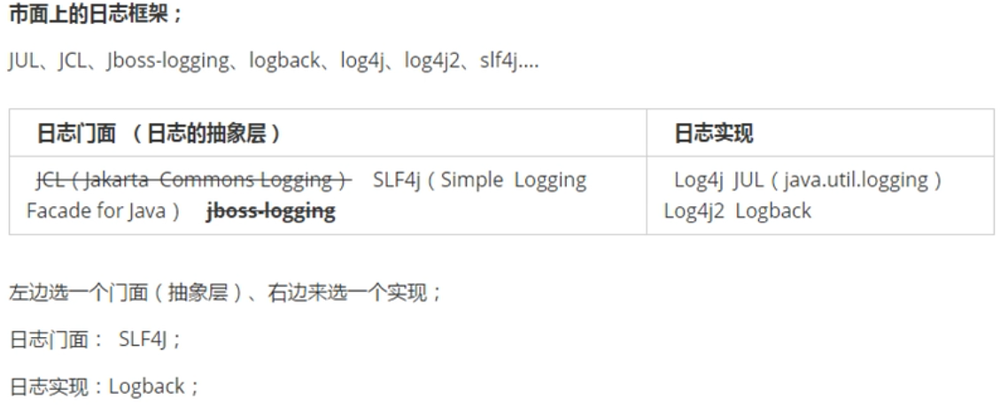 市面上的日志框架；
JUL、JCL、Jboss-logging、logback、log4j、log4j2、slf4j....
日志门面 （日志的抽象层） 日志实现
JCL（Jakarta Commons Logging） SLF4j（Simple Logging
Facade for Java） jboss-logging
Log4j JUL（java.util.logging）
Log4j2 Logback
左边选一个门面（抽象层）、右边来选一个实现；
日志门面： SLF4J；
日志实现：Logback；